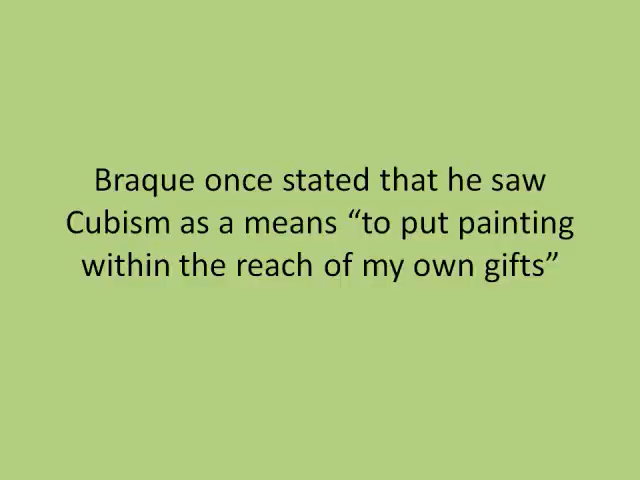 Braque once stated that he saw
Cubism as a means “to put painting
within the reach of my own gifts”